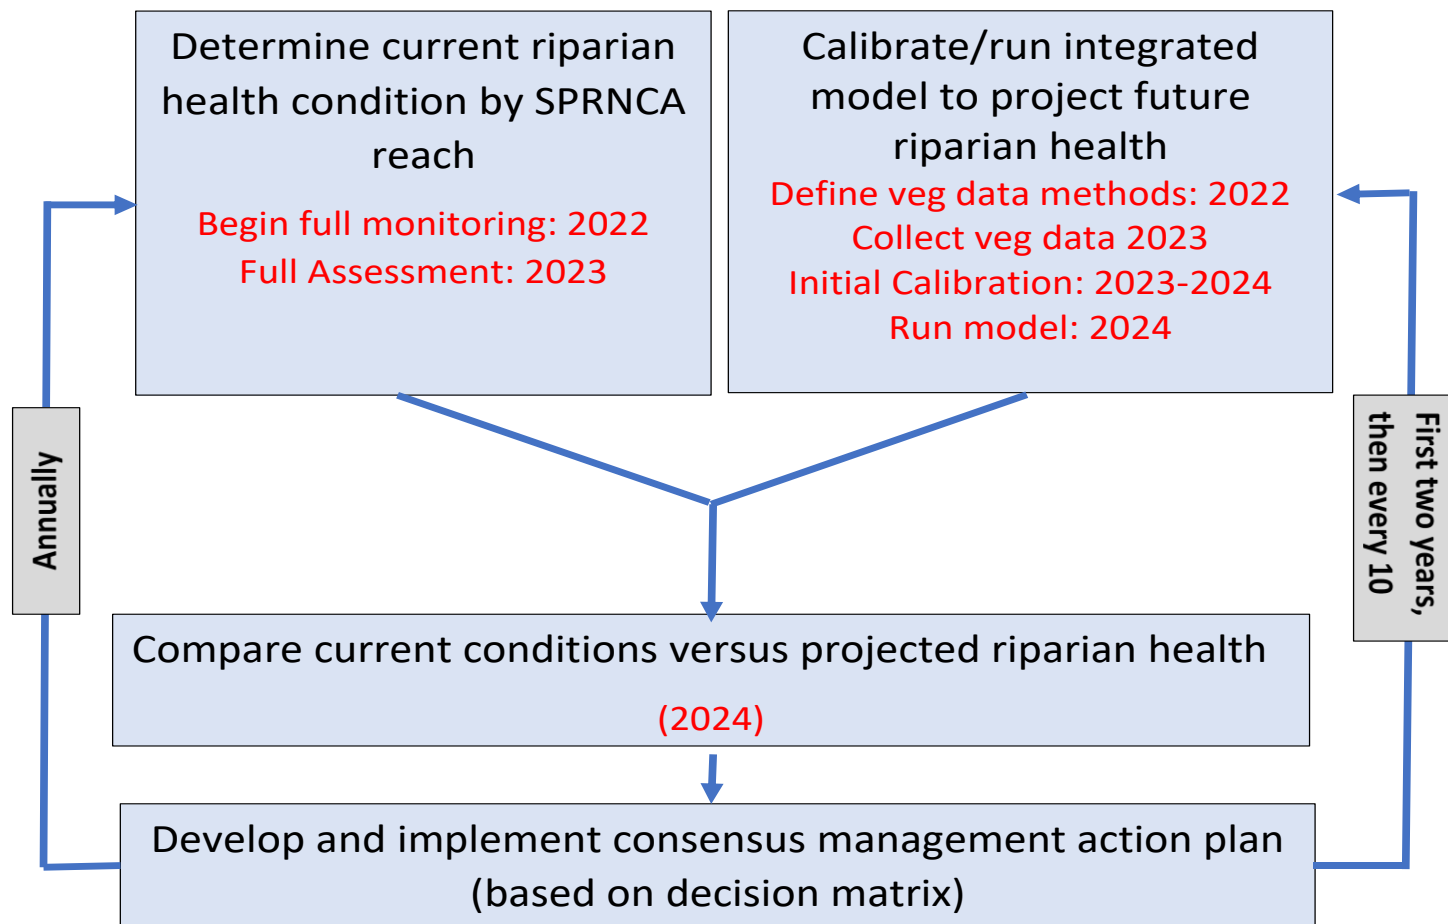 Determine current riparian
health condition by SPRNCA
reach
Begin full monitoring: 2022
Full Assessment: 2023
Calibrate/run integrated
model to project future
riparian health
Define veg data methods: 2022
Collect veg data 2023
Initial Calibration: 2023-2024
Run model: 2024
Annually
First two years,
then every 10
Compare current conditions versus projected riparian health
(2024)
Develop and implement consensus management action plan
(based on decision matrix)